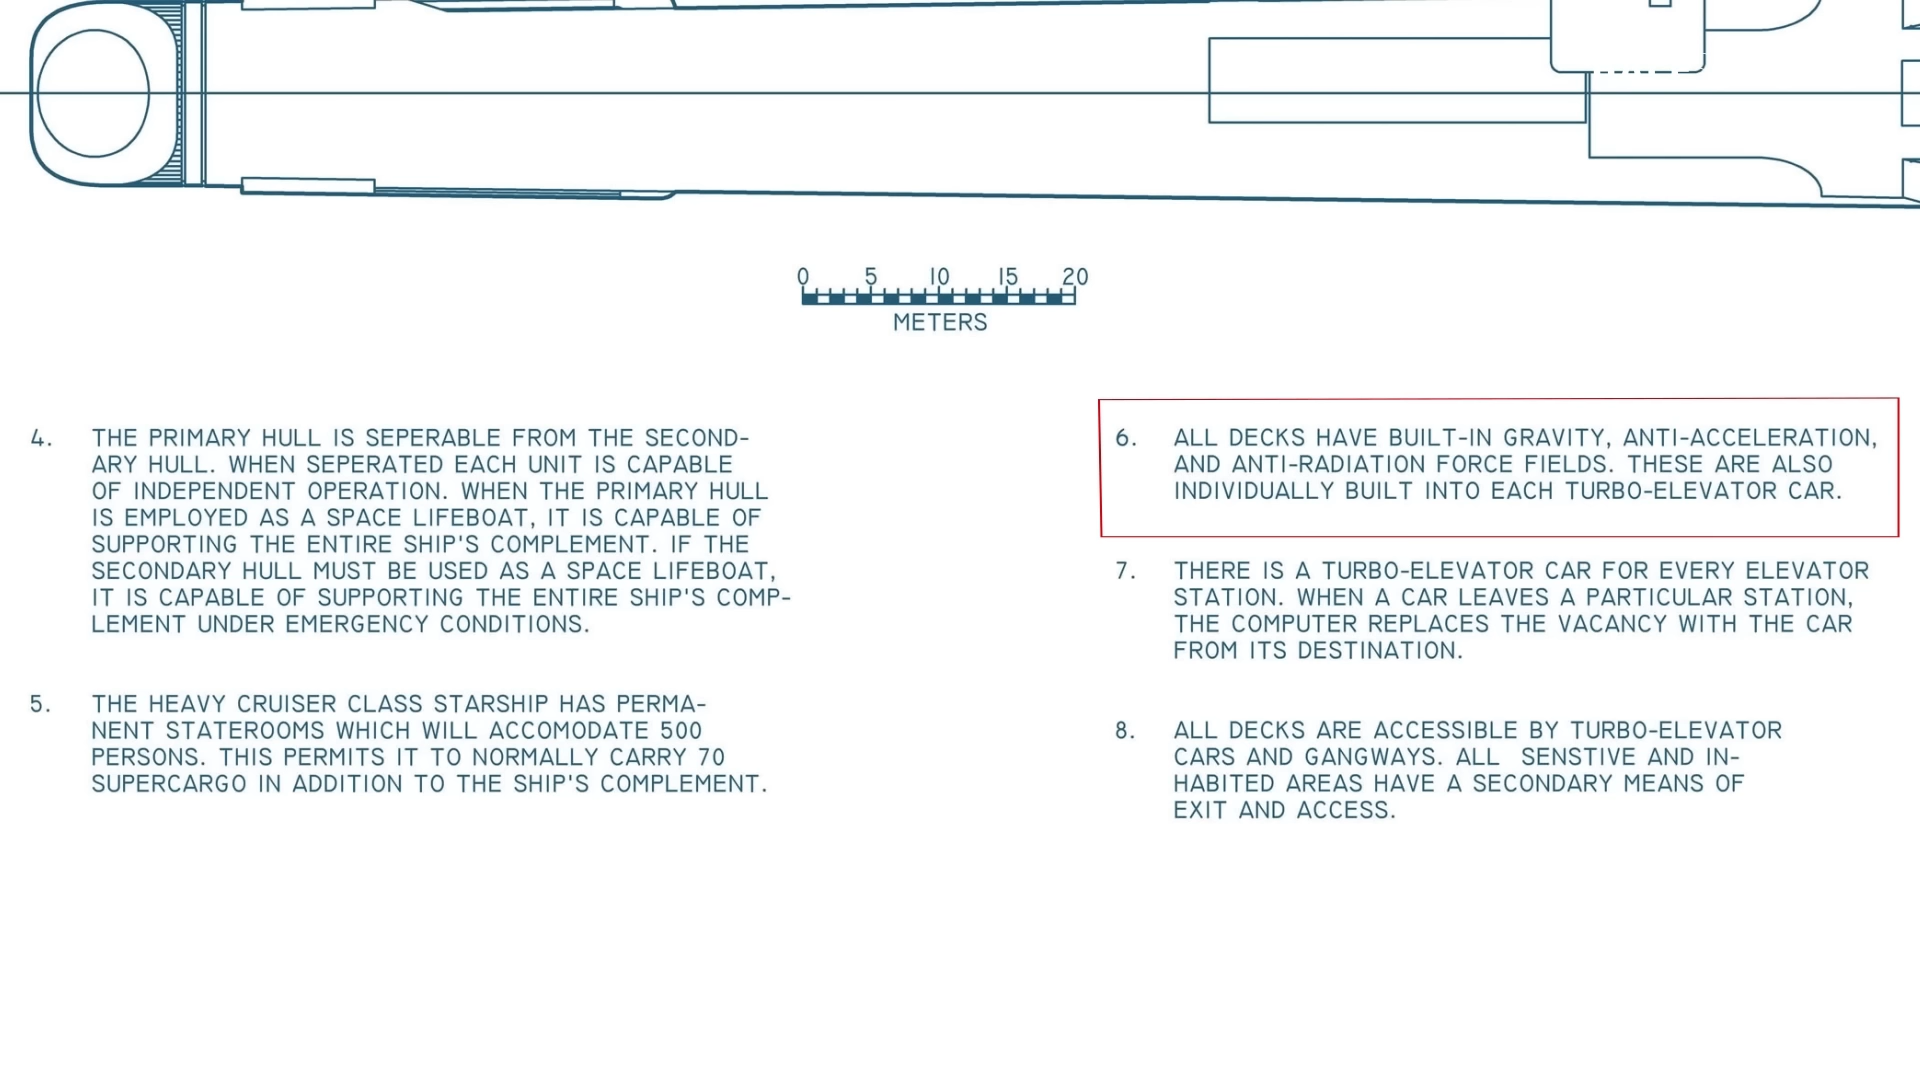 0 5 10 15 20
METERS
4. THE PRIMARY HULL IS SEPERABLE FROM THE SECOND-
ARY HULL. WHEN SEPERATED EACH UNIT IS CAPABLE
OF INDEPENDENT OPERATION. WHEN THE PRIMARY HULL
IS EMPLOYED AS A SPACE LIFEBOAT, IT IS CAPABLE OF
SUPPORTING THE ENTIRE SHIP'S COMPLEMENT. IF THE
SECONDARY HULL MUST BE USED AS A SPACE LIFEBOAT,
IT IS CAPABLE OF SUPPORTING THE ENTIRE SHIP'S COMP-
LEMENT UNDER EMERGENCY CONDITIONS.
5. THE HEAVY CRUISER CLASS STARSHIP HAS PERMA-
NENT STATEROOMS WHICH WILL ACCOMODATE 500
PERSONS. THIS PERMITS IT TO NORMALLY CARRY 70
SUPERCARGO IN ADDITION TO THE SHIP'S COMPLEMENT.
6. ALL DECKS HAVE BUILT-IN GRAVITY, ANTI-ACCELERATION,
AND ANTI-RADIATION FORCE FIELDS. THESE ARE ALSO
INDIVIDUALLY BUILT INTO EACH TURBO-ELEVATOR CAR.
7. THERE IS A TURBO-ELEVATOR CAR FOR EVERY ELEVATOR
STATION. WHEN A CAR LEAVES A PARTICULAR STATION,
THE COMPUTER REPLACES THE VACANCY WITH THE CAR
FROM ITS DESTINATION.
8. ALL DECKS ARE ACCESSIBLE BY TURBO-ELEVATOR
CARS AND GANGWAYS. ALL SENSTIVE AND IN-
HABITED AREAS HAVE A SECONDARY MEANS OF
EXIT AND ACCESS.